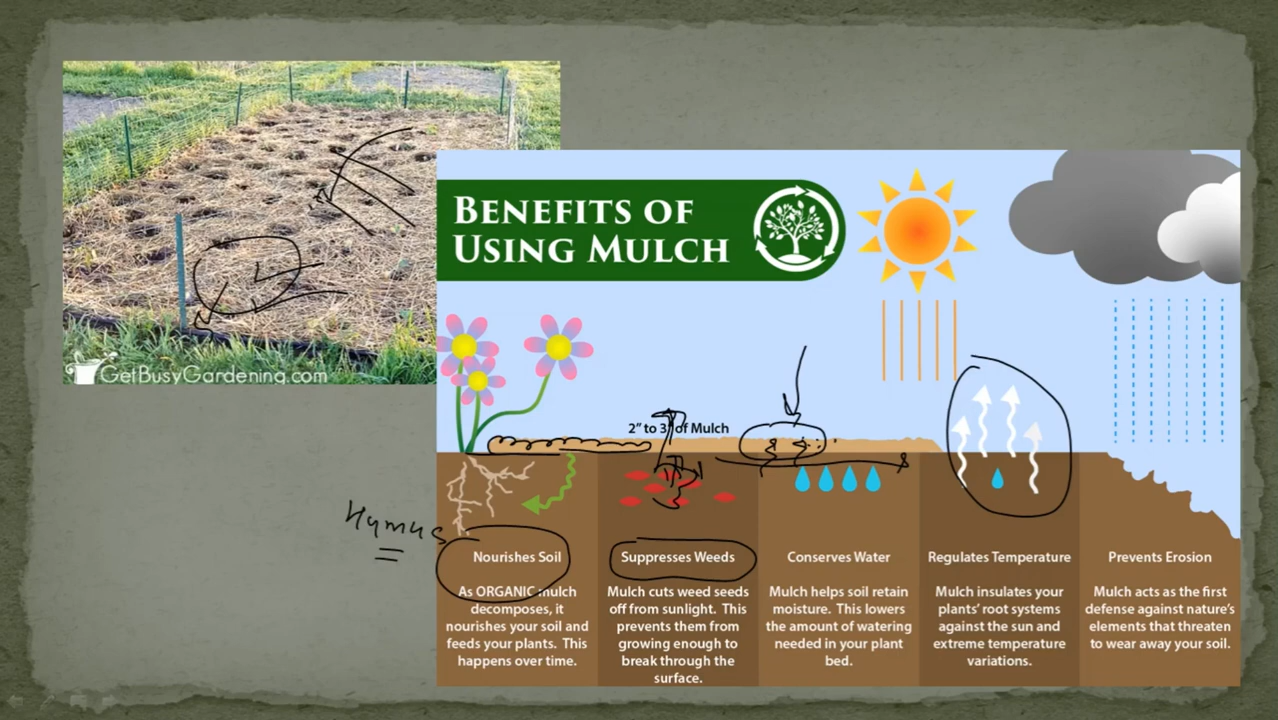 GetBusyGardening.com
BENEFITS OF
USING MULCH
2" to 3" of Mulch
Humus
Nourishes Soil
As ORGANIC mulch
decomposes, it
nourishes your soil and
feeds your plants. This
happens over time.
Suppresses Weeds
Mulch cuts weed seeds
off from sunlight. This
prevents them from
growing enough to
break through the
surface.
Conserves Water
Mulch helps soil retain
moisture. This lowers
the amount of watering
needed in your plant
bed.
Regulates Temperature
Mulch insulates your
plants' root systems
against the sun and
extreme temperature
variations.
Prevents Erosion
Mulch acts as the first
defense against nature's
elements that threaten
to wear away your soil.